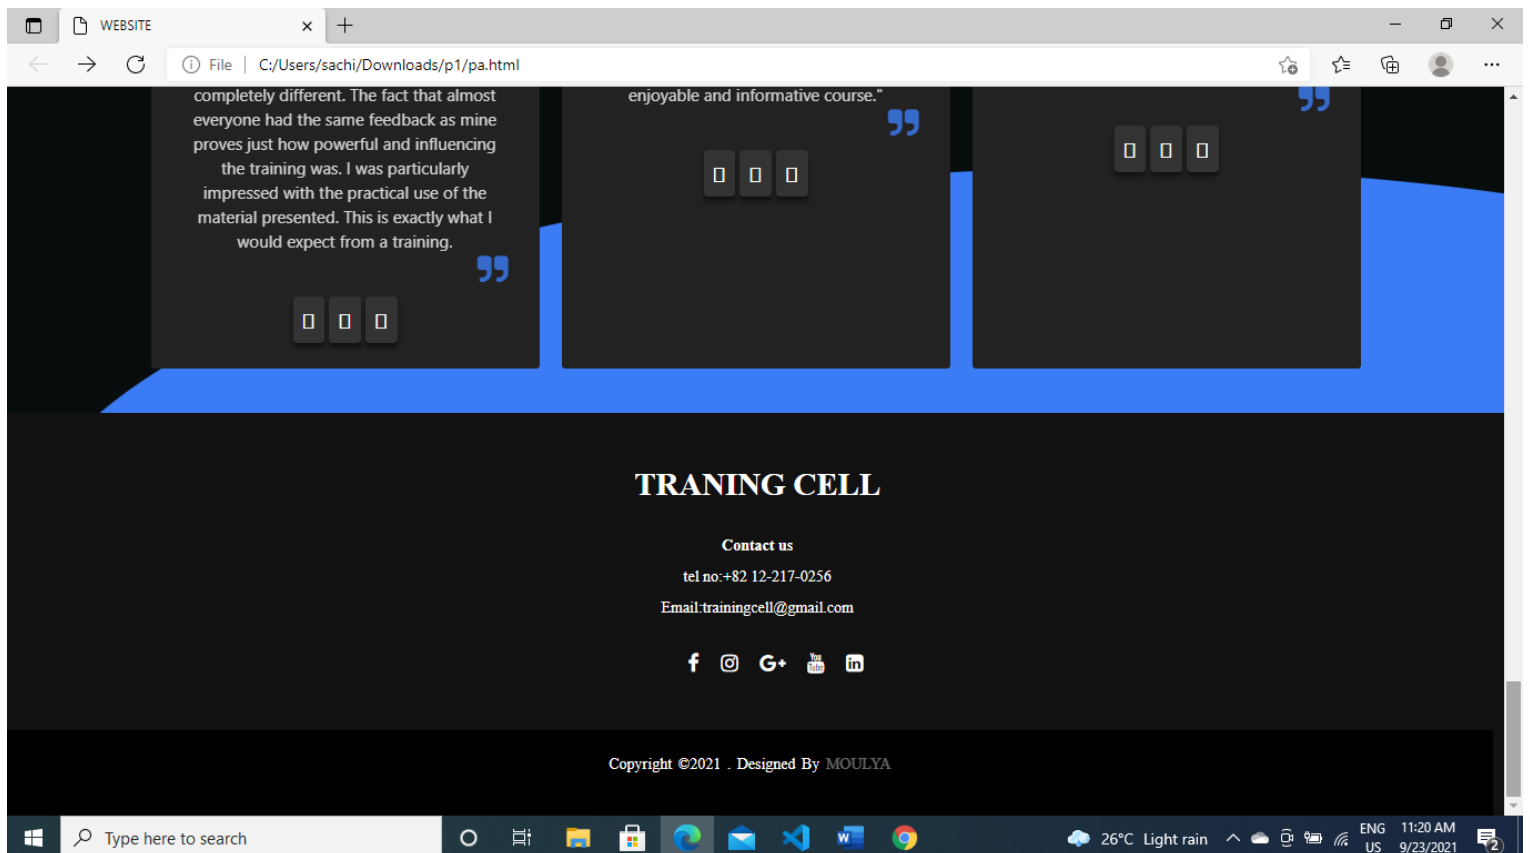 WEBSITE
File C:/Users/sachi/Downloads/p1/pa.html
completely different. The fact that almost
everyone had the same feedback as mine
proves just how powerful and influencing
the training was. I was particularly
impressed with the practical use of the
material presented. This is exactly what I
would expect from a training.
enjoyable and informative course."
TRANING CELL
Contact us
tel no:+82 12-217-0256
Email:trainingcell@gmail.com
You
Tube
Copyright ©2021 . Designed By MOULYA
Type here to search
26°C Light rain
ENG
US
11:20 AM
9/23/2021
2